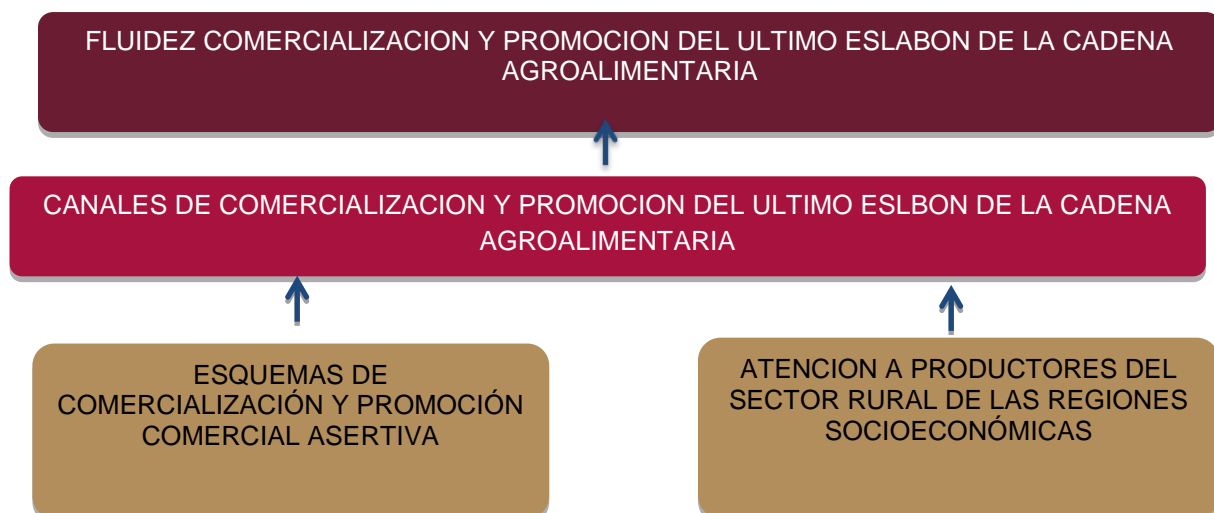 FLUIDEZ COMERCIALIZACION Y PROMOCION DEL ULTIMO ESLABON DE LA CADENA
AGROALIMENTARIA
CANALES DE COMERCIALIZACION Y PROMOCION DEL ULTIMO ESLBON DE LA CADENA
AGROALIMENTARIA
ESQUEMAS DE
COMERCIALIZACIÓN Y PROMOCIÓN
COMERCIAL ASERTIVA
ATENCION A PRODUCTORES DEL
SECTOR RURAL DE LAS REGIONES
SOCIOECONÓMICAS